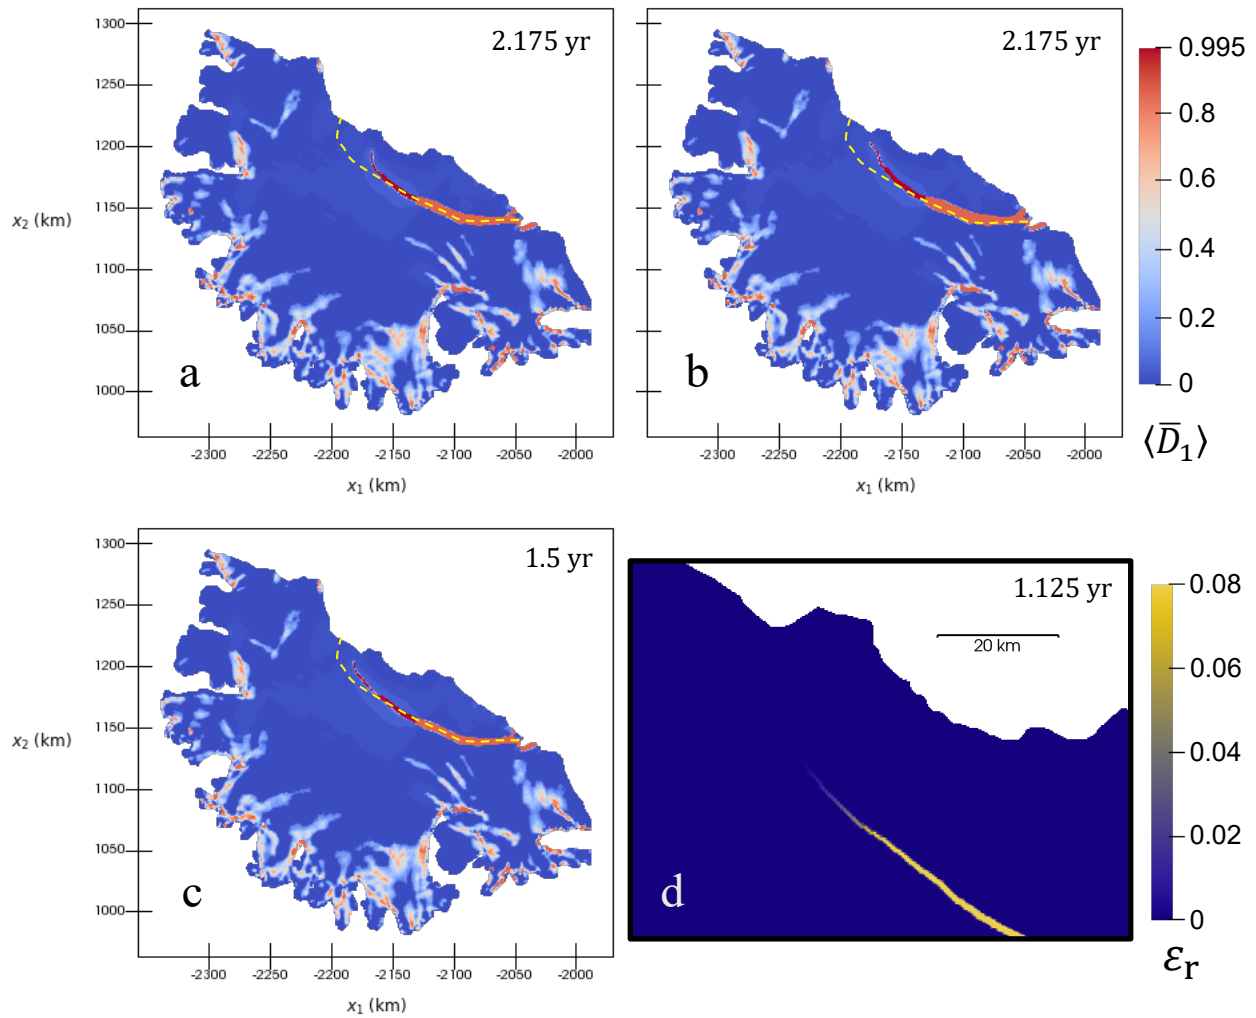 1300
1250
1200
1150
1100
1050
1000
x₂ (km)
2.175 yr
a
-2300 -2250 -2200 -2150 -2100 -2050 -2000
x₁ (km)
2.175 yr
b
-2300 -2250 -2200 -2150 -2100 -2050 -2000
x₁ (km)
0.995
0.8
0.6
0.4
0.2
0
⟨D̅₁⟩
1300
1250
1200
1150
1100
1050
1000
x₂ (km)
1.5 yr
c
-2300 -2250 -2200 -2150 -2100 -2050 -2000
x₁ (km)
1.125 yr
20 km
d
0.08
0.06
0.04
0.02
0
εᵣ